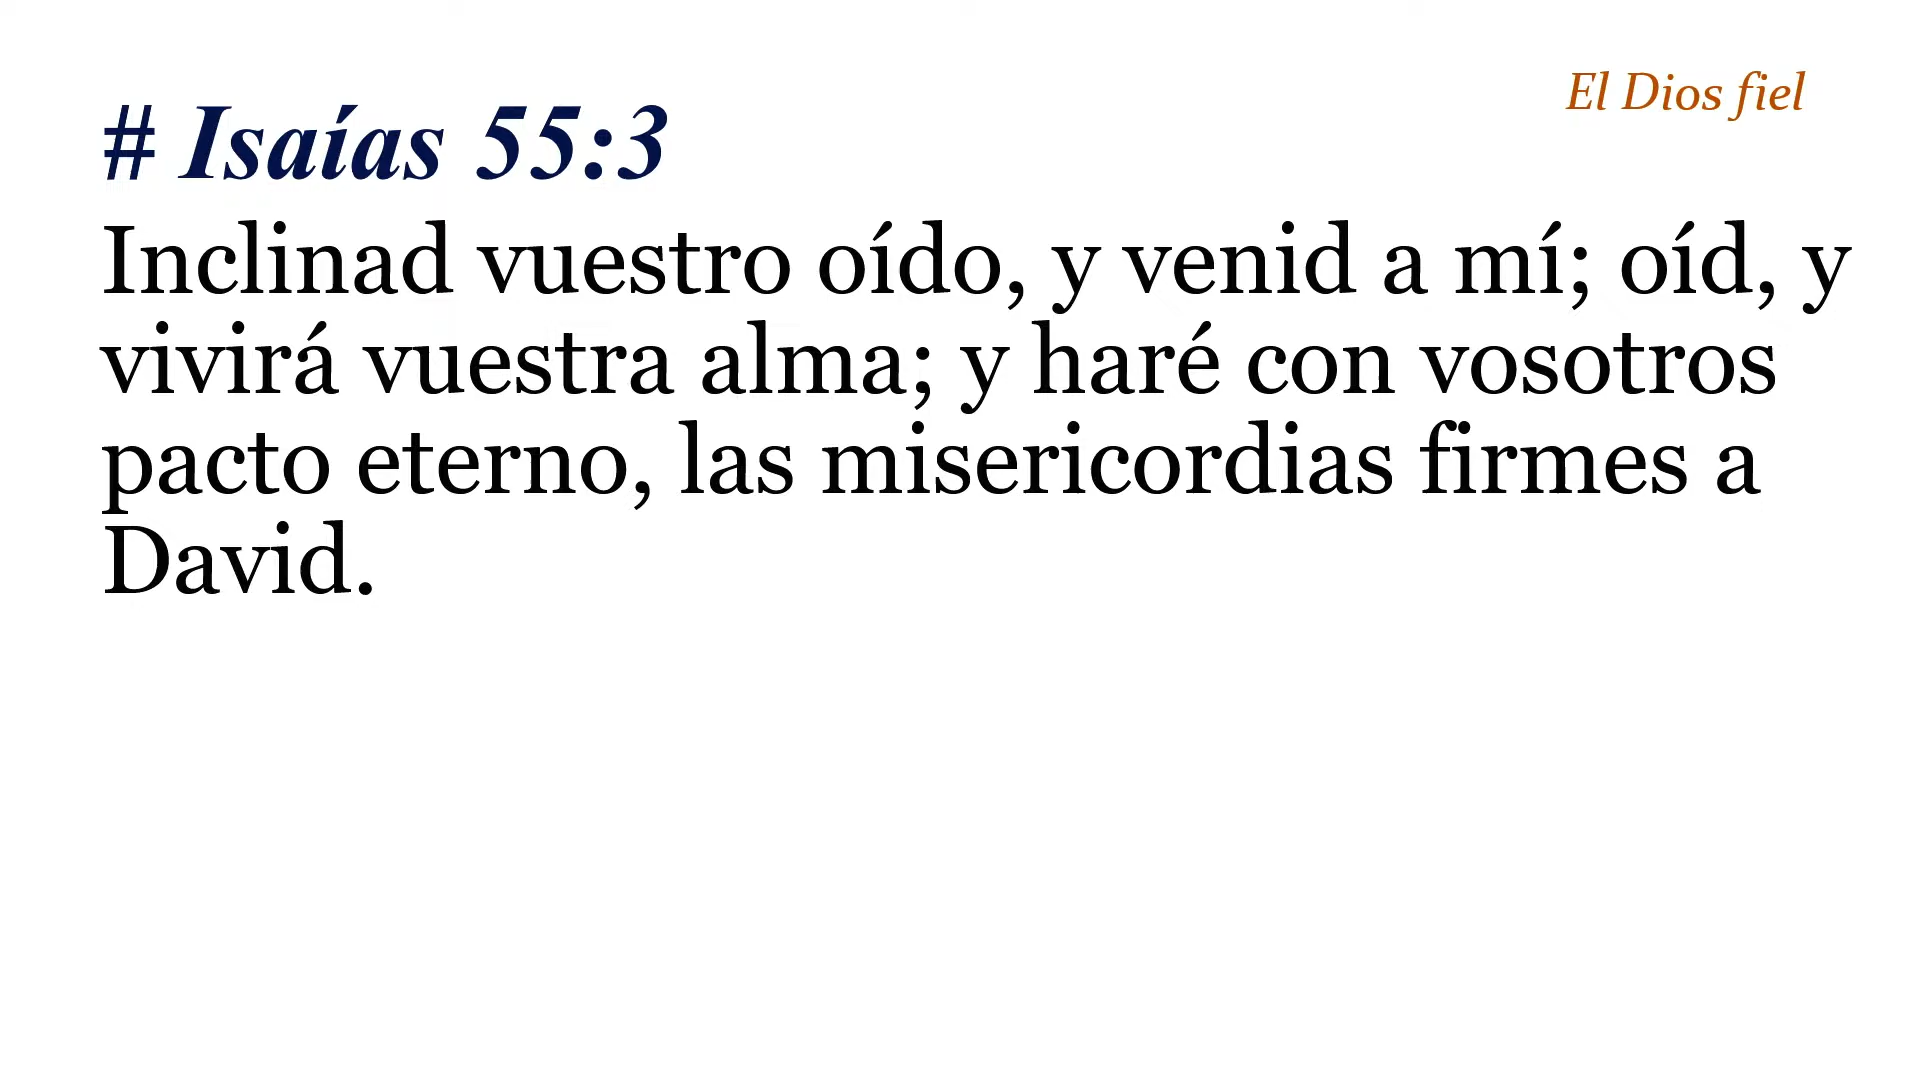 El Dios fiel
# Isaías 55:3
Inclinad vuestro oído, y venid a mí; oíd, y
vivirá vuestra alma; y haré con vosotros
pacto eterno, las misericordias firmes a
David.